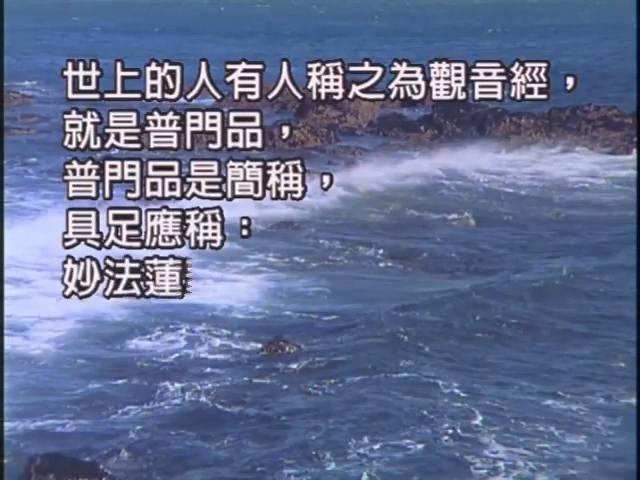 世上的人有人稱之為觀音經，
就是普門品，
普門品是簡稱，
具足應稱：
妙法蓮